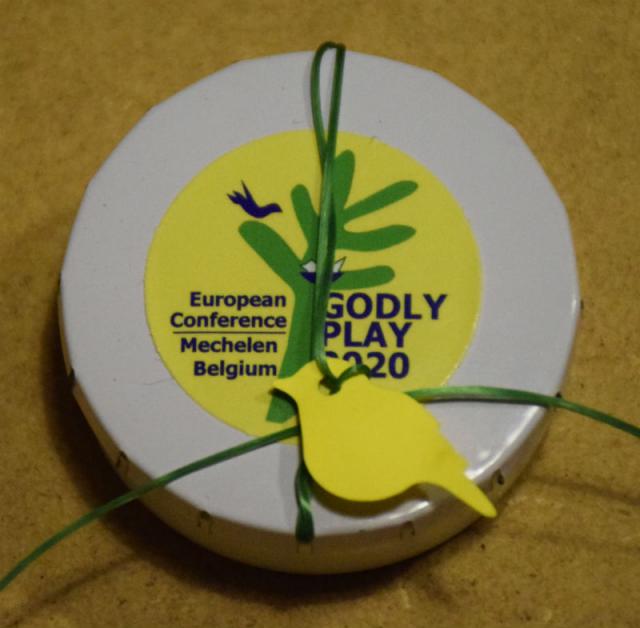 European
Conference
Mechelen
Belgium
GODLY
PLAY
2020